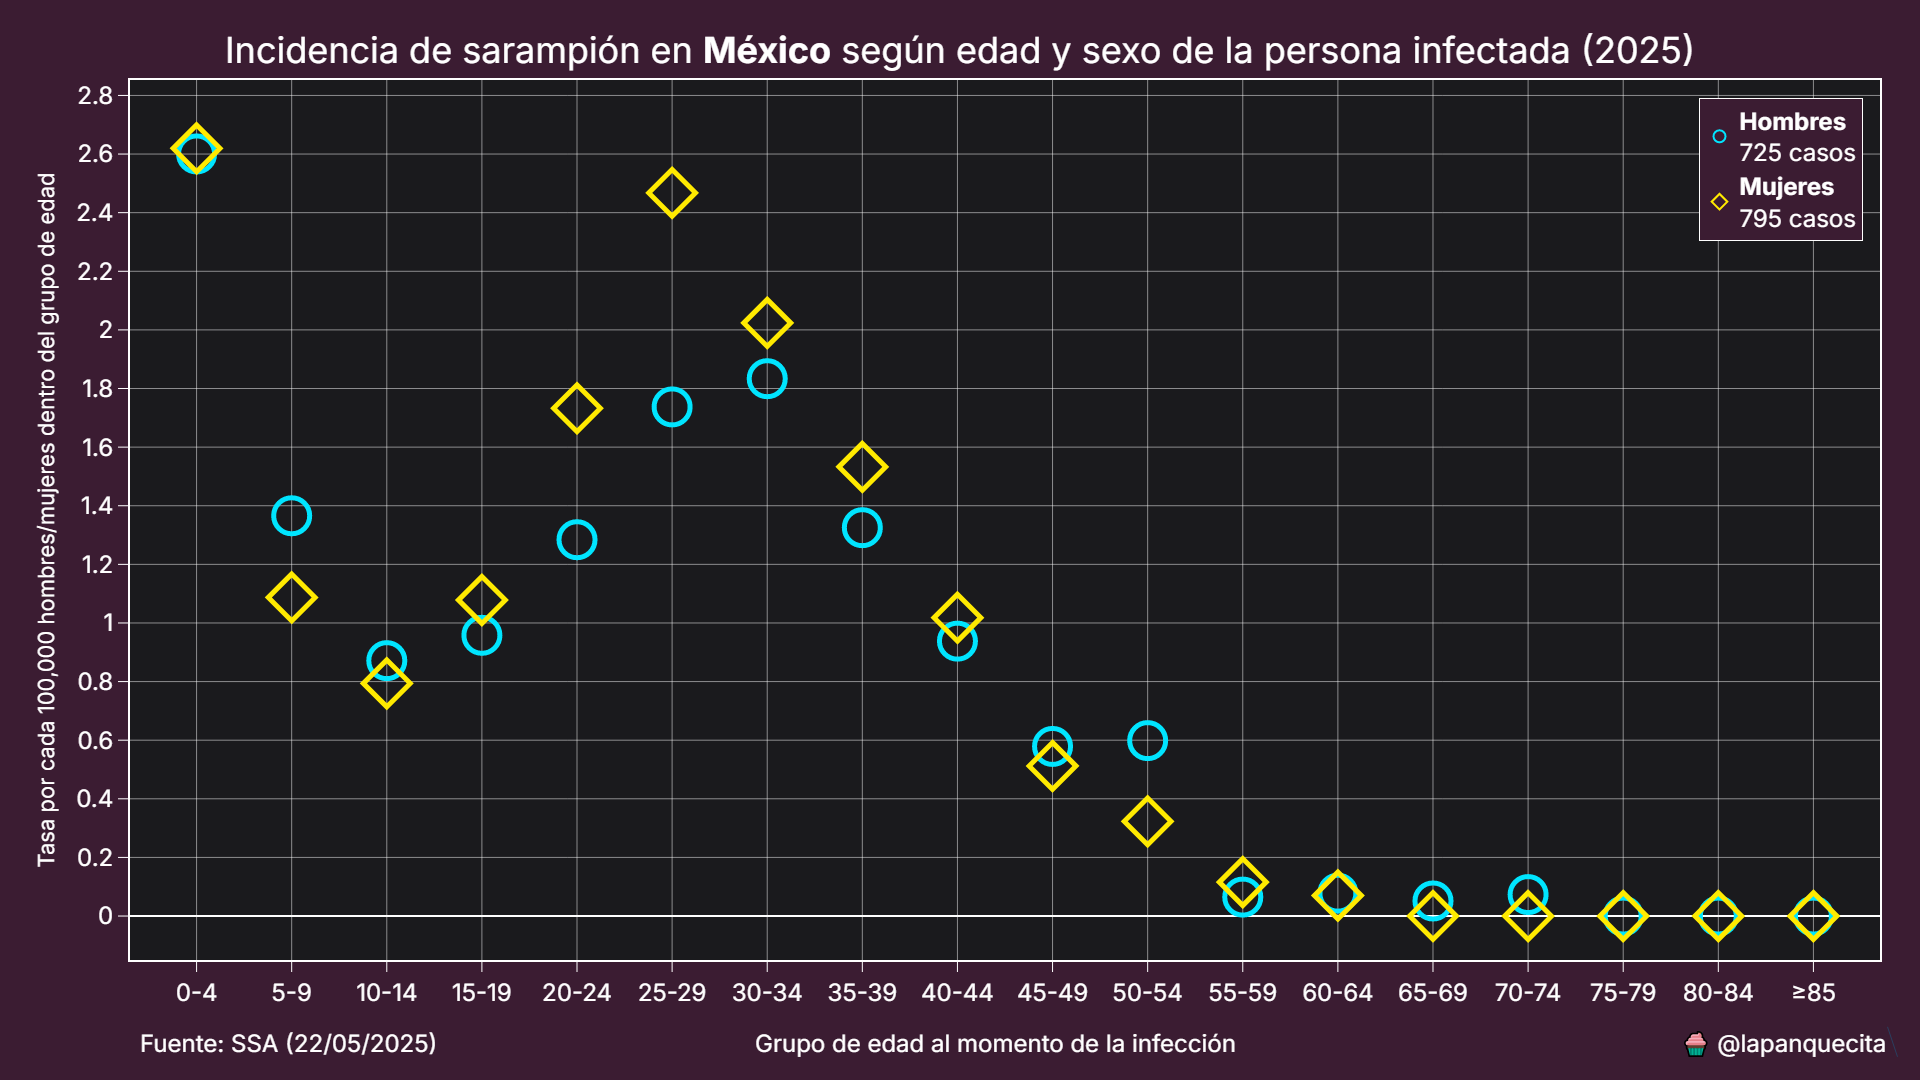 Incidencia de sarampión en México según edad y sexo de la persona infectada (2025)
Hombres
725 casos
Mujeres
795 casos
Tasa por cada 100,000 hombres/mujeres dentro del grupo de edad
2.8
2.6
2.4
2.2
2
1.8
1.6
1.4
1.2
1
0.8
0.6
0.4
0.2
0
0-4 5-9 10-14 15-19 20-24 25-29 30-34 35-39 40-44 45-49 50-54 55-59 60-64 65-69 70-74 75-79 80-84 ≥85
Fuente: SSA (22/05/2025) Grupo de edad al momento de la infección @lapanquecita